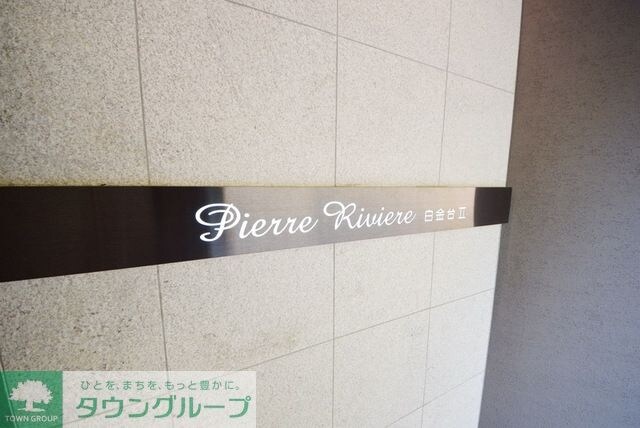 Pierre Riviere 白金台Ⅱ
ひとを、まちを、もっと豊かに。
タウングループ
TOWN GROUP